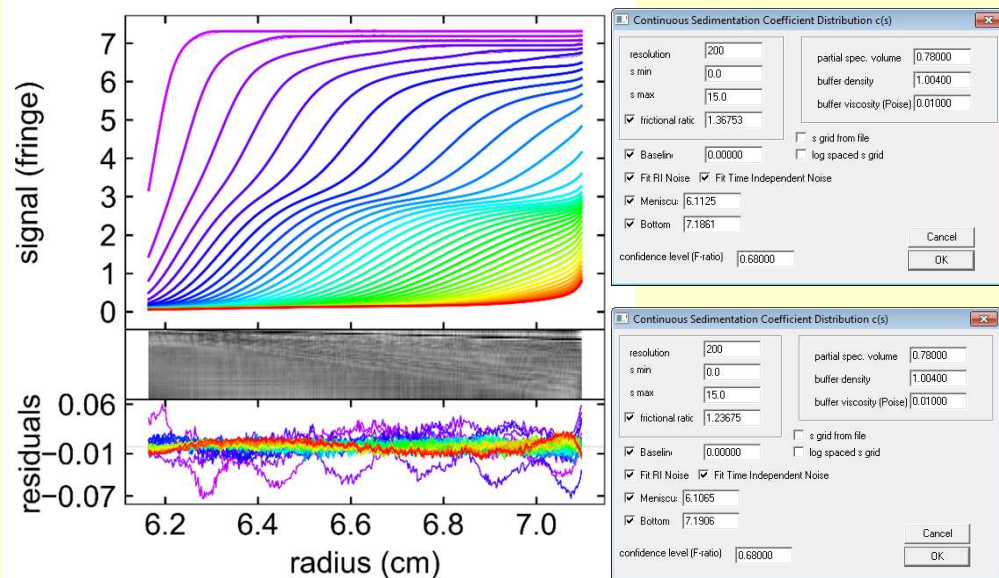 signal (fringe)
7
6
5
4
3
2
1
0
residuals
0.06
-0.01
-0.07
6.2 6.4 6.6 6.8 7.0
radius (cm)
Continuous Sedimentation Coefficient Distribution c(s)
resolution 200
s min 0.0
s max 15.0
frictional ratic 1.36753
partial spec. volume 0.78000
buffer density 1.00400
buffer viscosity (Poise) 0.01000
Baseline 0.00000
s grid from file
log spaced s grid
Fit RI Noise Fit Time Independent Noise
Meniscu: 6.1125
Bottom 7.1861
Cancel
confidence level (F-ratio) 0.68000
OK
Continuous Sedimentation Coefficient Distribution c(s)
resolution 200
s min 0.0
s max 15.0
frictional ratic 1.23675
partial spec. volume 0.78000
buffer density 1.00400
buffer viscosity (Poise) 0.01000
Baseline 0.00000
s grid from file
log spaced s grid
Fit RI Noise Fit Time Independent Noise
Meniscu: 6.1065
Bottom 7.1906
Cancel
confidence level (F-ratio) 0.68000
OK